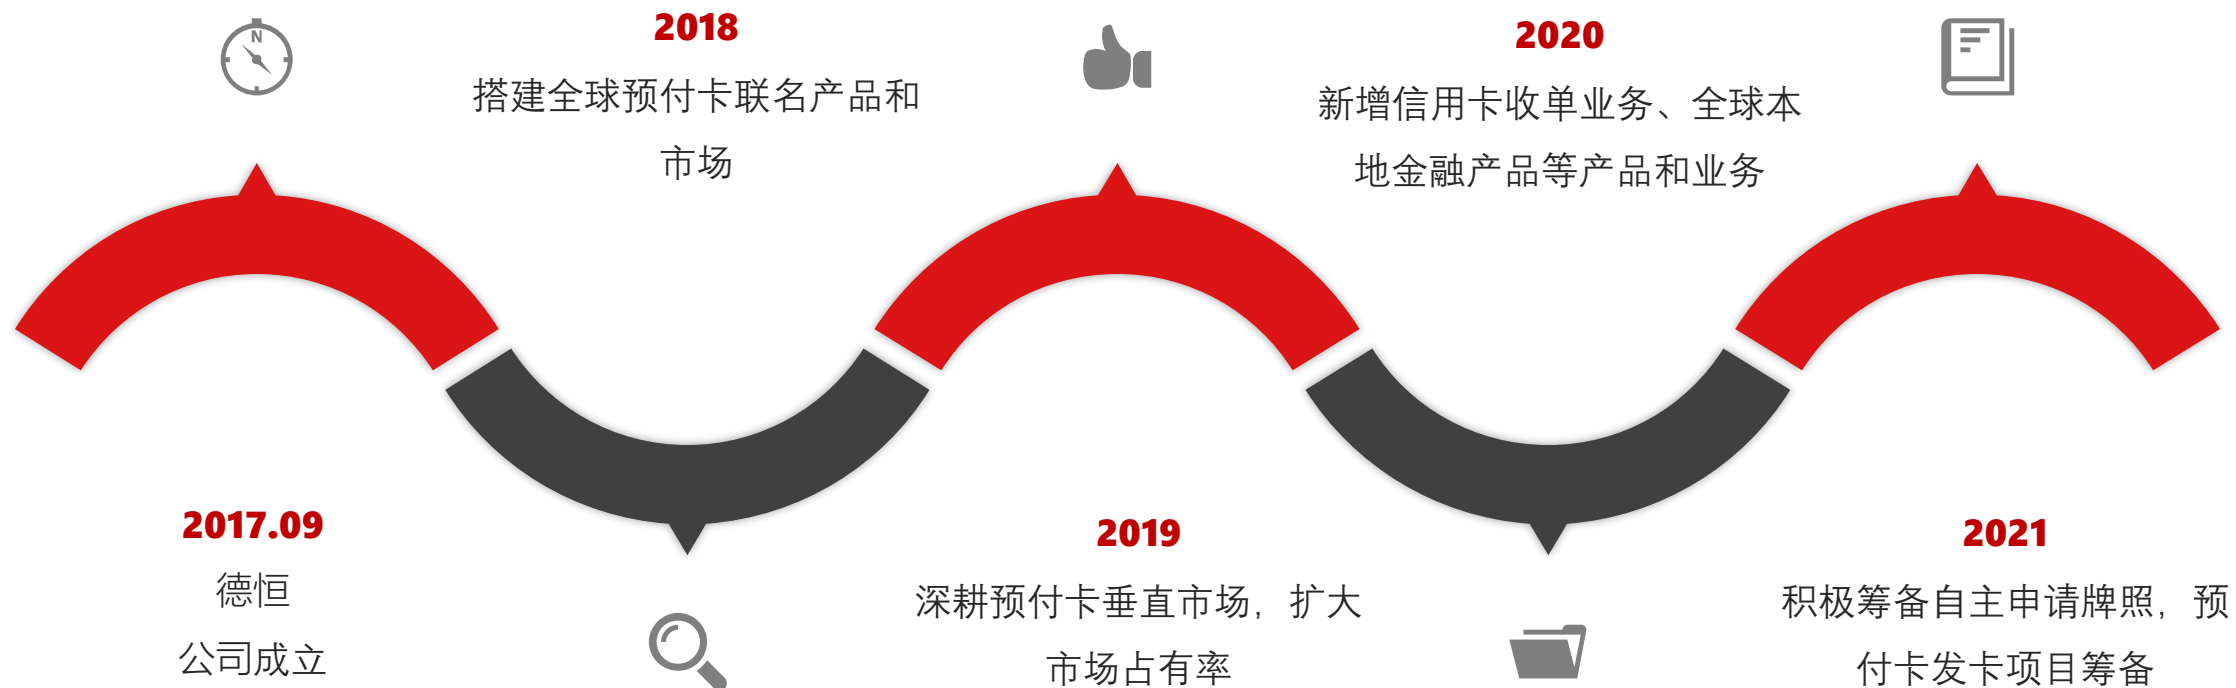 2017.09
德恒
公司成立
2018
搭建全球预付卡联名产品和
市场
2019
深耕预付卡垂直市场，扩大
市场占有率
2020
新增信用卡收单业务、全球本
地金融产品等产品和业务
2021
积极筹备自主申请牌照，预
付卡发卡项目筹备
N